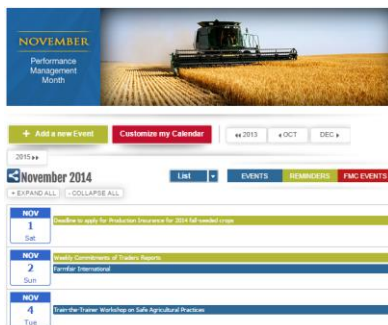 NOVEMBER
Performance
Management
Month
+ Add a new Event
Customize my Calendar
2013
OCT
DEC
2015
November 2014
List
EVENTS
REMINDERS
FMC EVENTS
+ EXPAND ALL
- COLLAPSE ALL
NOV
1
Sat
Deadline to apply for Production Insurance for 2014 fall seeded crops
NOV
2
Sun
Weekly Commitments of Traders Reports
Farmfair International
NOV
4
Tue
Train-the-Trainer Workshop on Safe Agricultural Practices